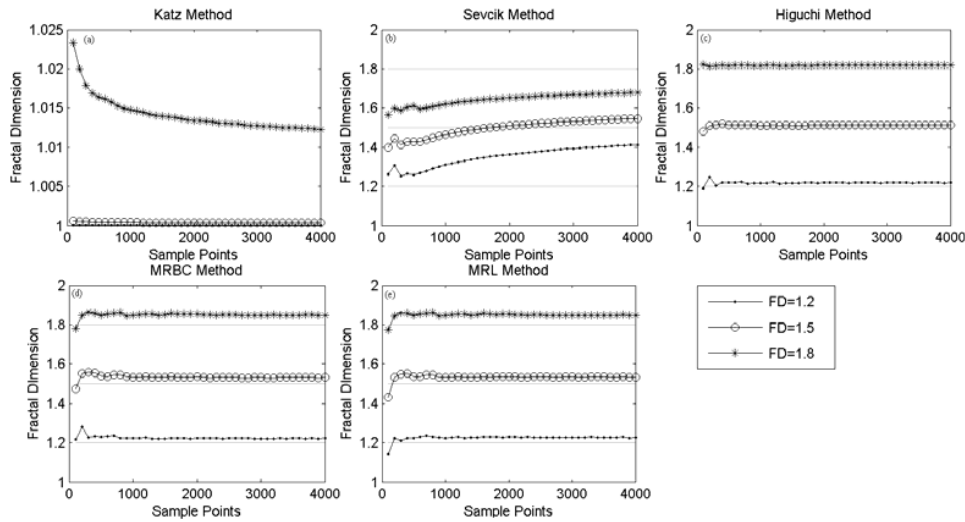 Katz Method
(a)
1.025
1.02
1.015
1.01
1.005
1
Fractal DImension
0 1000 2000 3000 4000
Sample Points
Sevcik Method
(b)
2
1.8
1.6
1.4
1.2
1
Fractal DImension
0 1000 2000 3000 4000
Sample Points
Higuchi Method
(c)
2
1.8
1.6
1.4
1.2
1
Fractal DImension
0 1000 2000 3000 4000
Sample Points
MRBC Method
(d)
2
1.8
1.6
1.4
1.2
1
Fractal DImension
0 1000 2000 3000 4000
Sample Points
MRL Method
(e)
2
1.8
1.6
1.4
1.2
1
Fractal DImension
0 1000 2000 3000 4000
Sample Points
FD=1.2
FD=1.5
FD=1.8